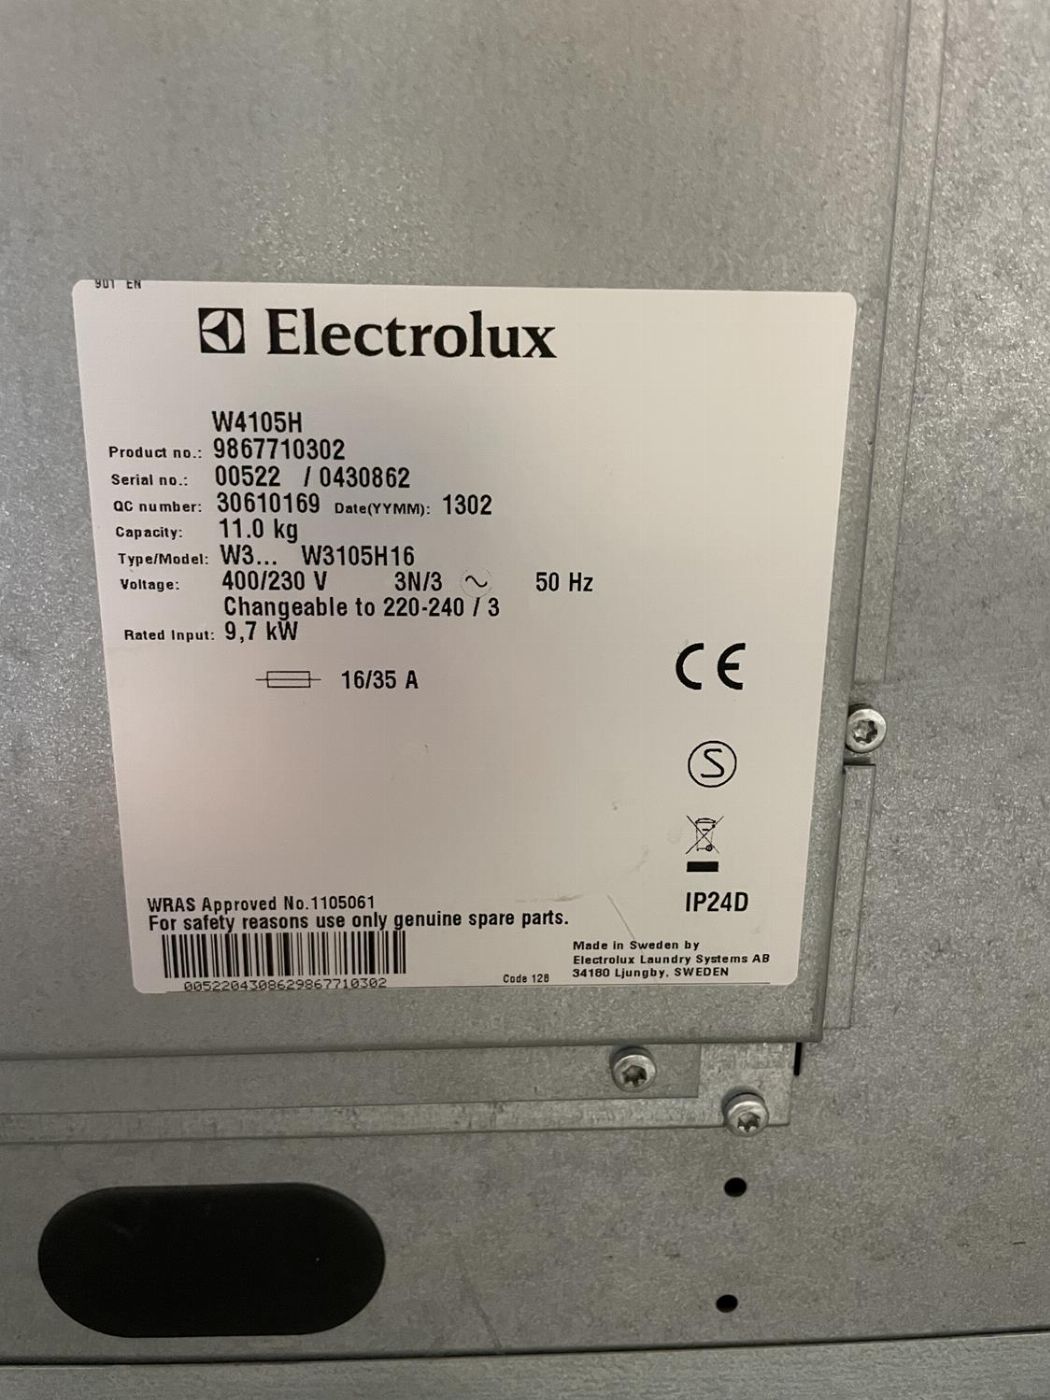 901 EN
Electrolux
W4105H
Product no.: 9867710302
Serial no.: 00522 / 0430862
QC number: 30610169 Date(YYMM): 1302
Capacity: 11.0 kg
Type/Model: W3... W3105H16
Voltage: 400/230 V 3N/3 ~ 50 Hz
Changeable to 220-240 / 3
Rated Input: 9,7 kW
16/35 A
CE
S
IP24D
WRAS Approved No.1105061
For safety reasons use only genuine spare parts.
Made in Sweden by
Electrolux Laundry Systems AB
34180 Ljungby, SWEDEN
Code 128
0052204308629867710302